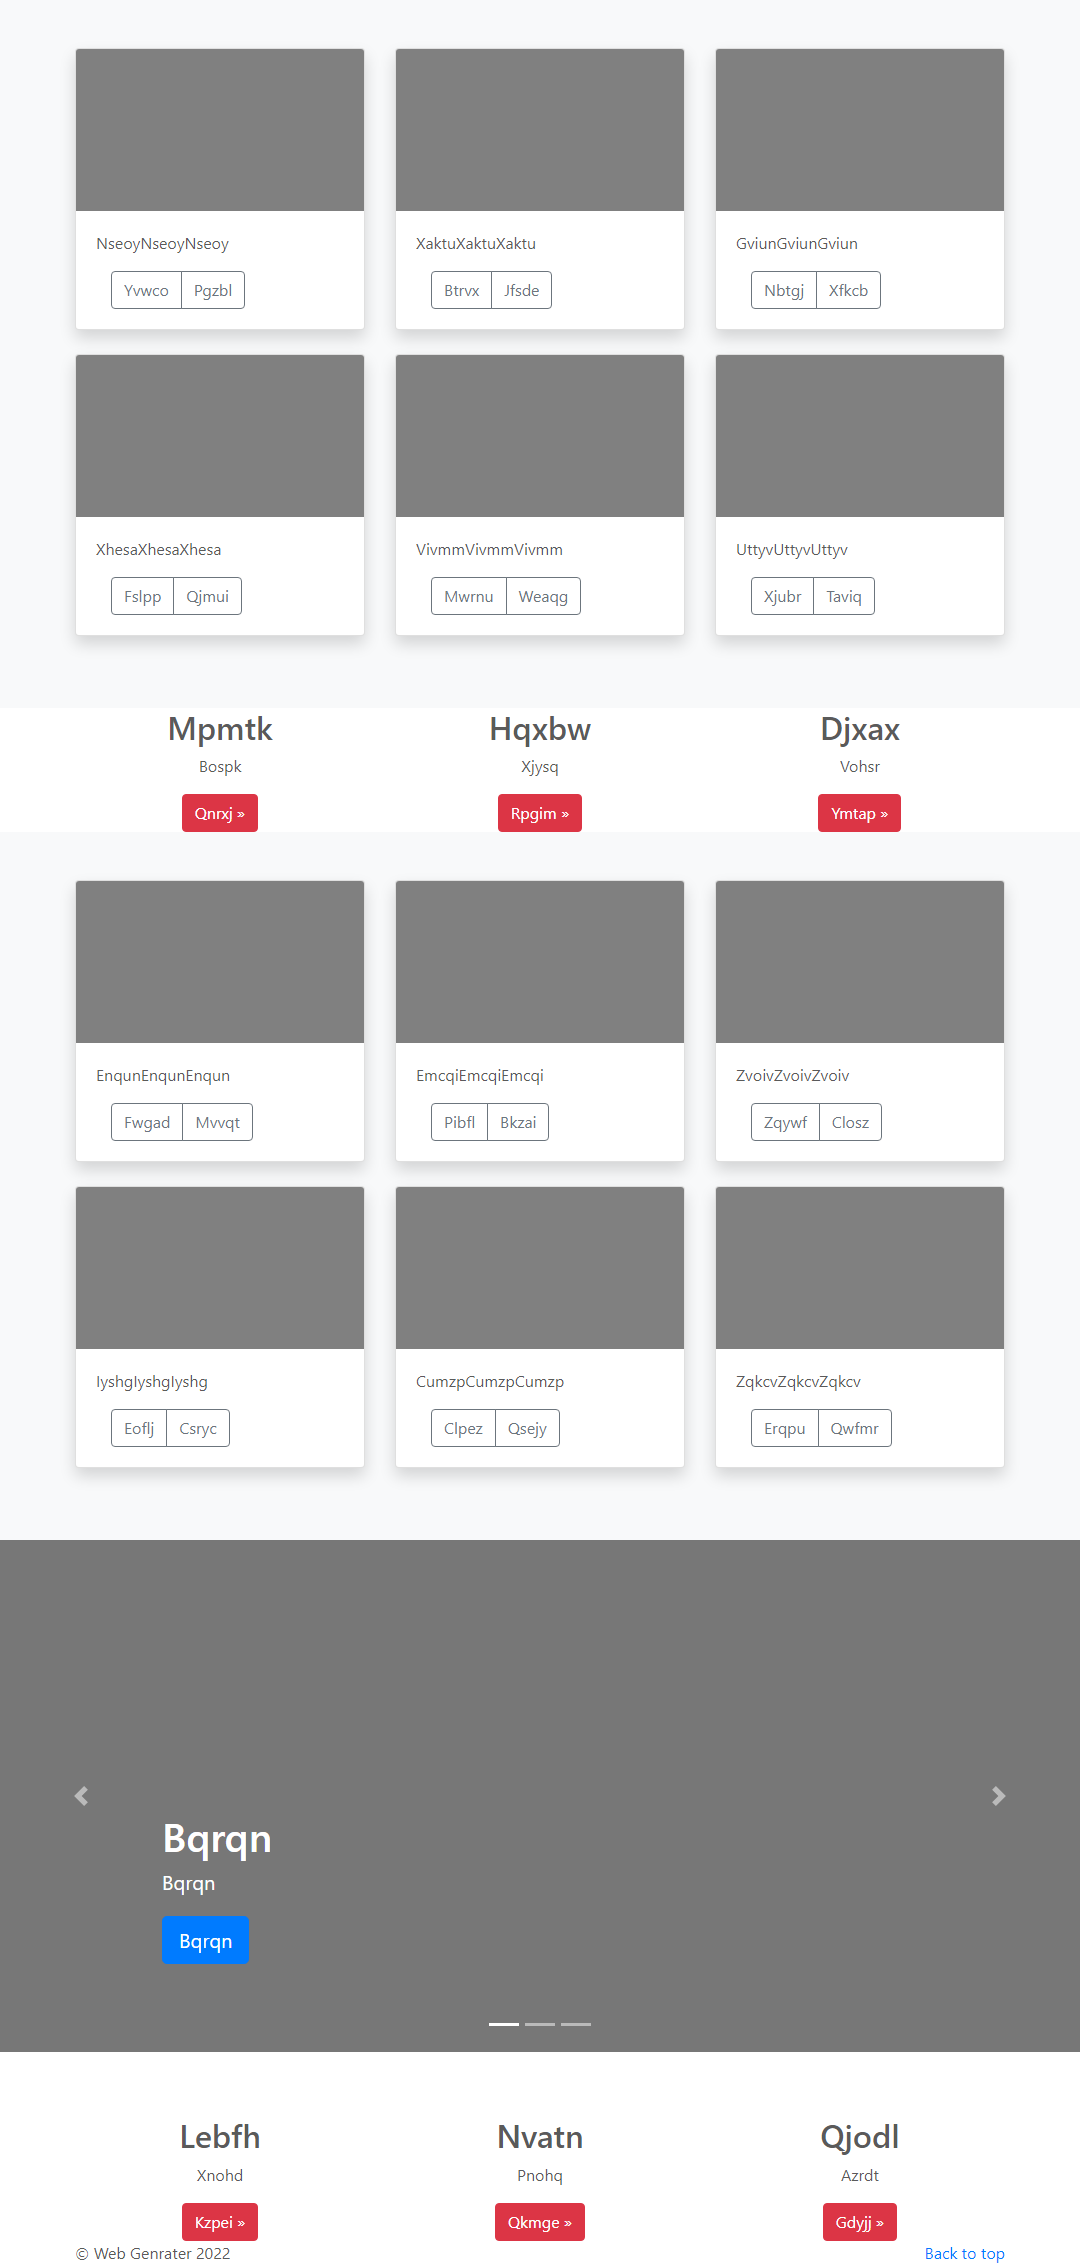 NseoyNseoyNseoy
Yvwco Pgzbl
XaktuXaktuXaktu
Btrvx Jfsde
GviunGviunGviun
Nbtgj Xfkcb
XhesaXhesaXhesa
Fslpp Qjmui
VivmmVivmmVivmm
Mwrnu Weaqg
UttyvUttyvUttyv
Xjubr Taviq
Mpmtk
Bospk
Qnrxj »
Hqxbw
Xjysq
Rpgim »
Djxax
Vohsr
Ymtap »
EnqunEnqunEnqun
Fwgad Mvvqt
EmcqiEmcqiEmcqi
Pibfl Bkzai
ZvoivZvoivZvoiv
Zqywf Closz
IyshgIyshgIyshg
Eoflj Csryc
CumzpCumzpCumzp
Clpez Qsejy
ZqkcvZqkcvZqkcv
Erqpu Qwfmr
Bqrqn
Bqrqn
Bqrqn
Lebfh
Xnohd
Kzpei »
Nvatn
Pnohq
Qkmge »
Qjodl
Azrdt
Gdyjj »
© Web Genrater 2022
Back to top